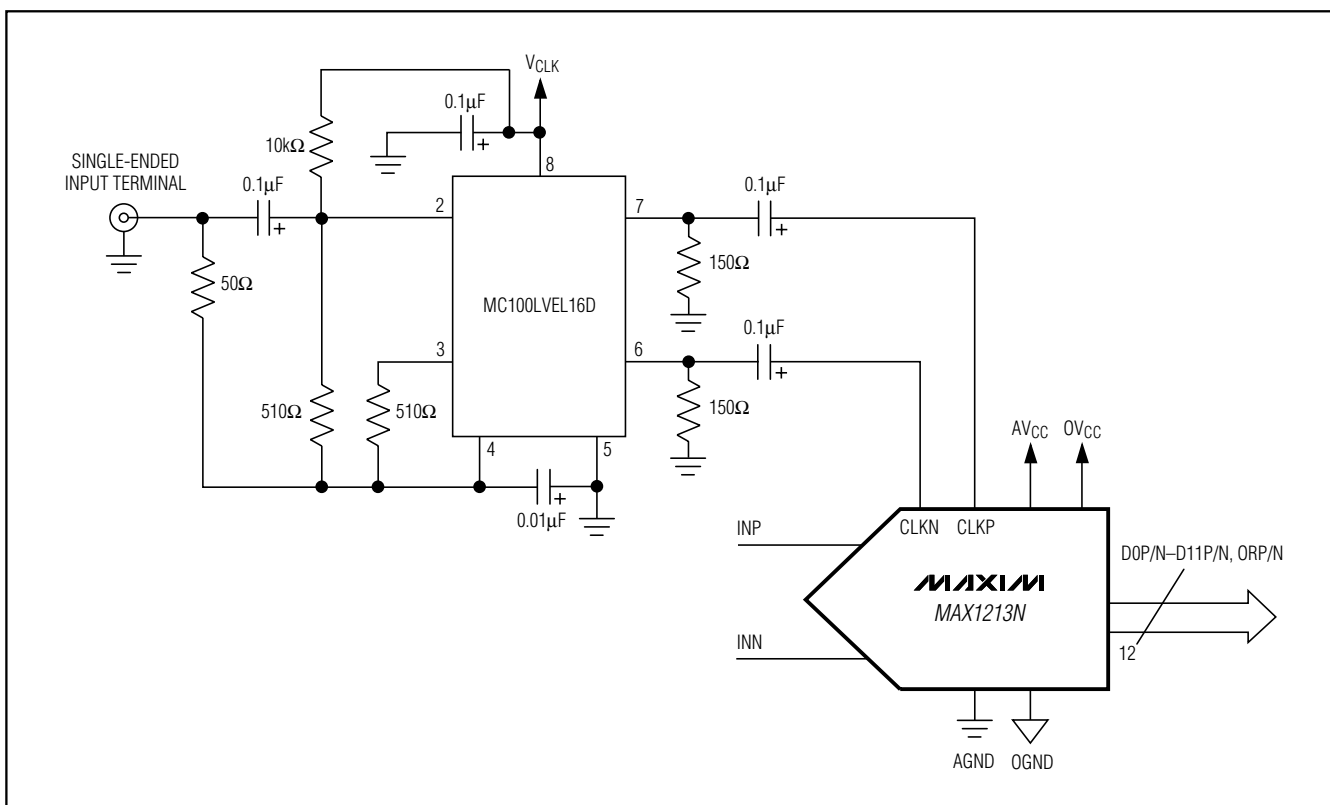 V_CLK
0.1μF
10kΩ
SINGLE-ENDED
INPUT TERMINAL
0.1μF
8
2
7
0.1μF
50Ω
150Ω
MC100LVEL16D
0.1μF
3
6
510Ω
510Ω
150Ω
4
5
0.01μF
AV_CC
OV_CC
INP
CLKN
CLKP
D0P/N–D11P/N, ORP/N
MAXIM
MAX1213N
INN
12
AGND
OGND